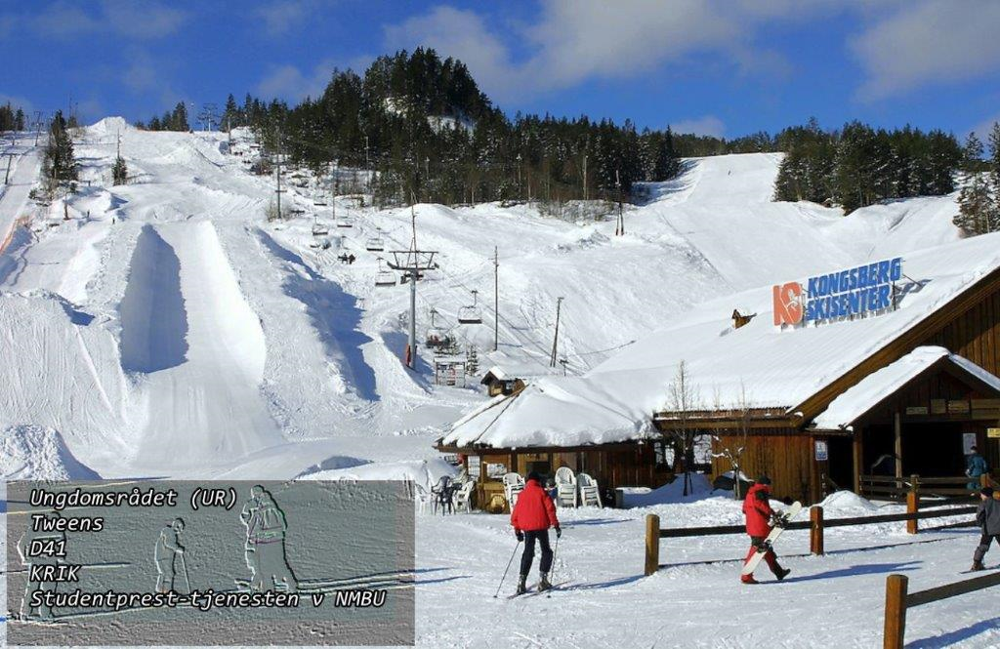 KONGSBERG
SKISENTER
Ungdomsrådet (UR)
Tweens
D41
KRIK
Studentprest-tjenesten v NMBU